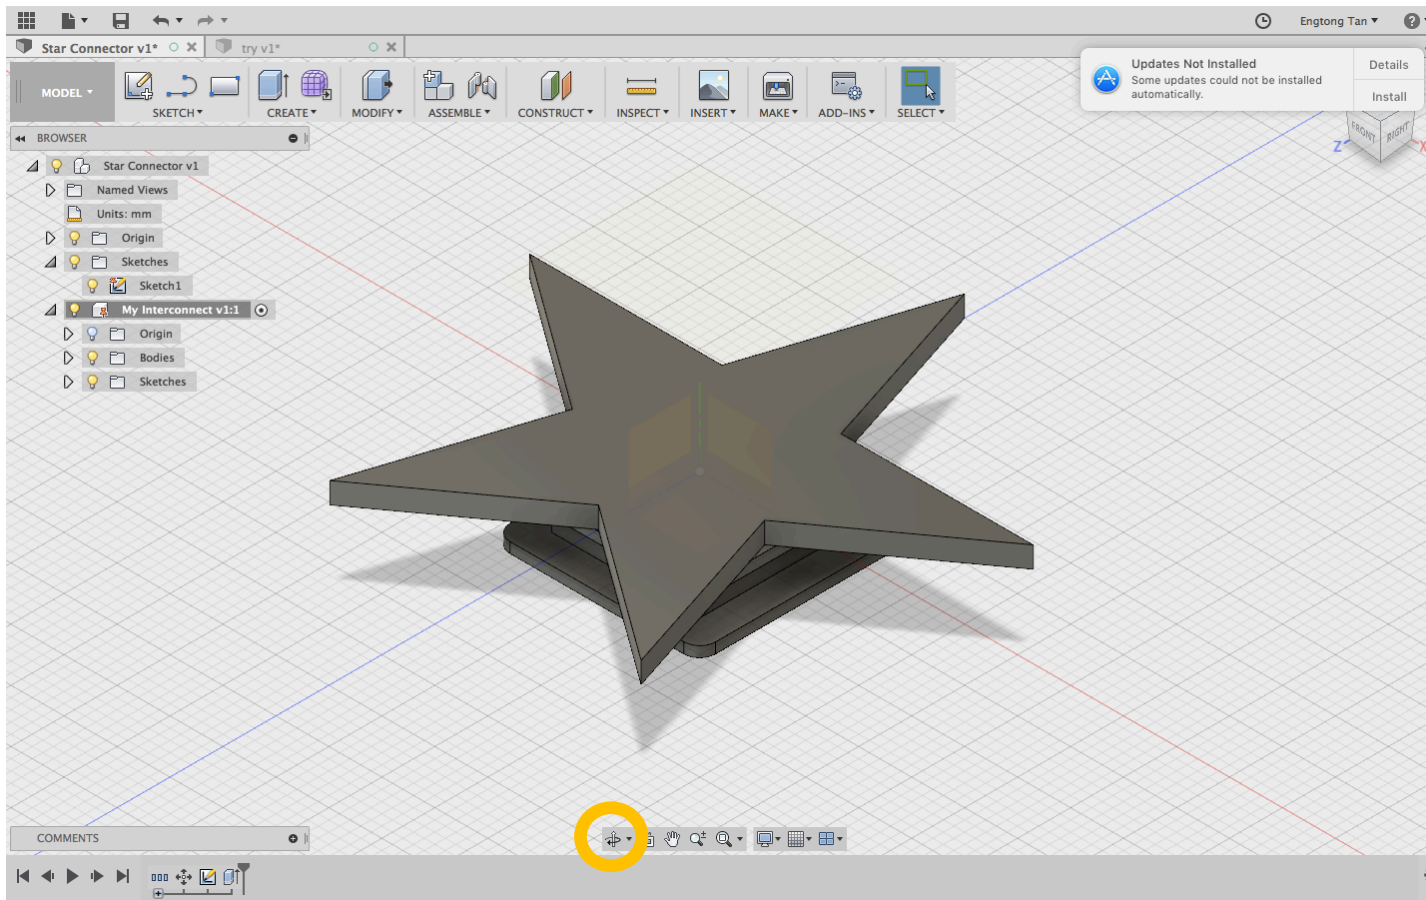 Engtong Tan
?
Star Connector v1*
try v1*
Updates Not Installed
Some updates could not be installed
automatically.
Details
Install
MODEL
SKETCH
CREATE
MODIFY
ASSEMBLE
CONSTRUCT
INSPECT
INSERT
MAKE
ADD-INS
SELECT
FRONT
RIGHT
Z
X
BROWSER
Star Connector v1
Named Views
Units: mm
Origin
Sketches
Sketch1
My Interconnect v1:1
Origin
Bodies
Sketches
COMMENTS